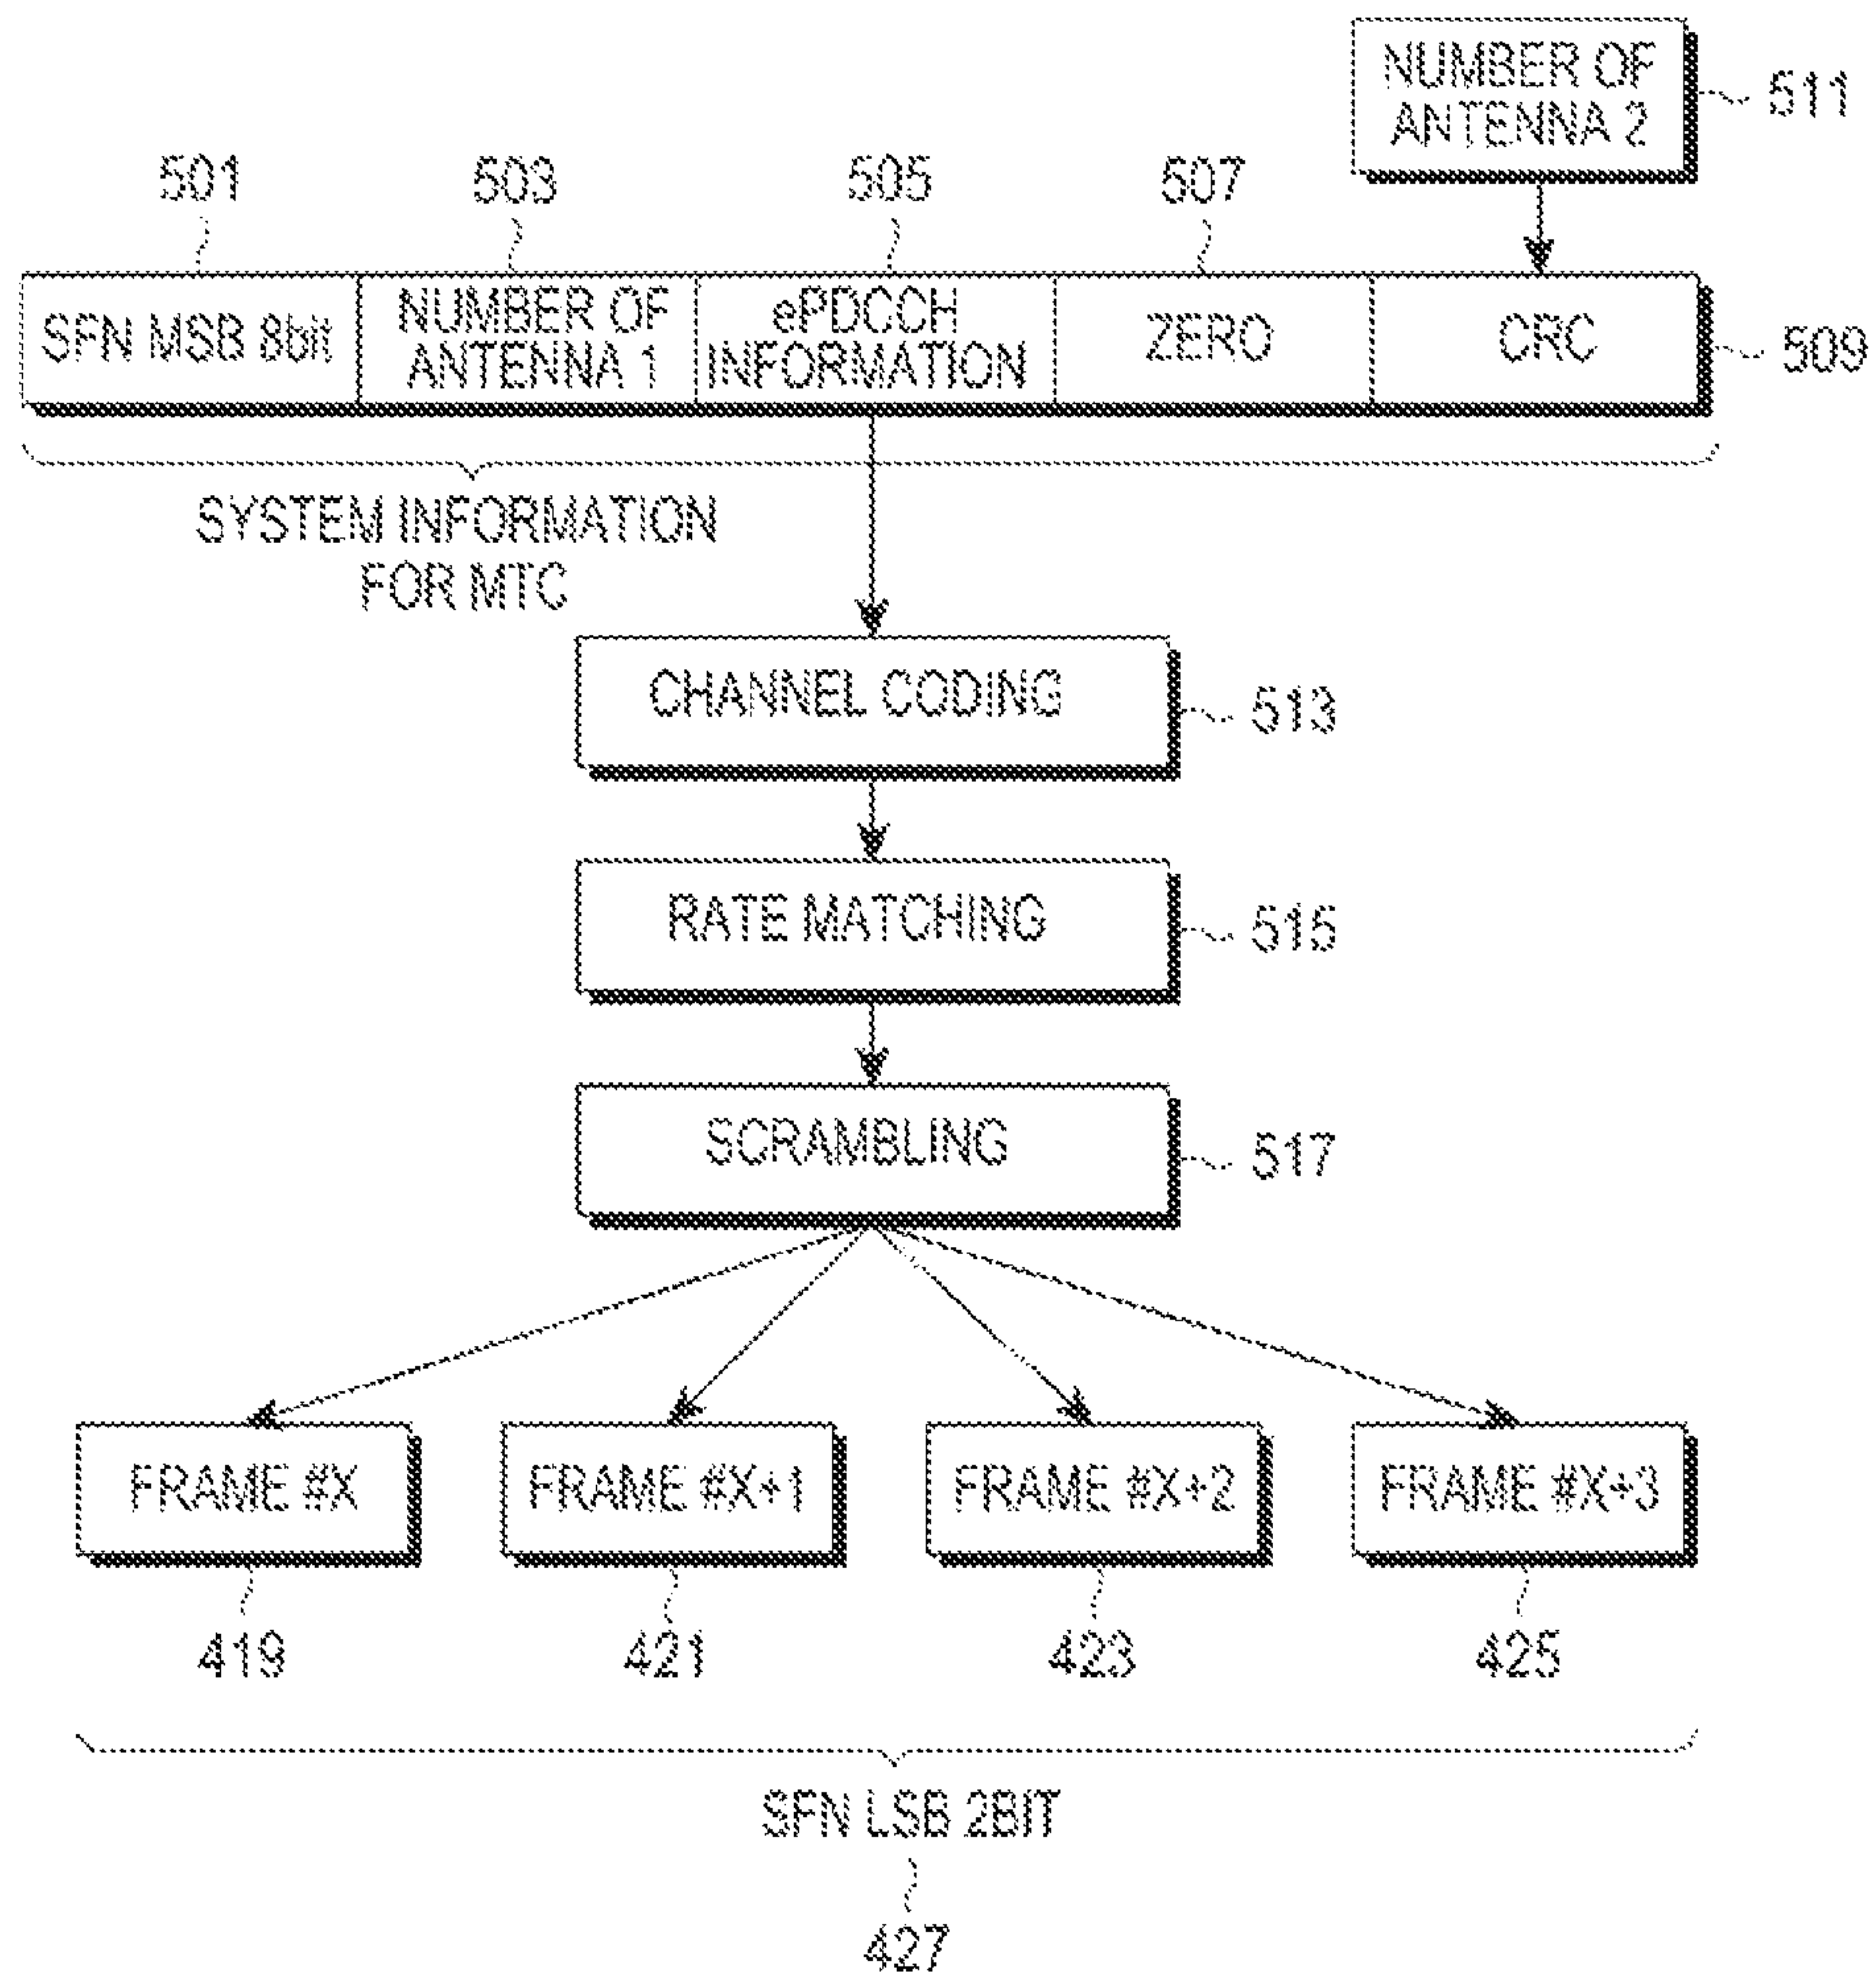 NUMBER OF
ANTENNA 2
511
501
503
505
507
SFN MSB 8bit
NUMBER OF
ANTENNA 1
ePDCCH
INFORMATION
ZERO
CRC
509
SYSTEM INFORMATION
FOR MTC
CHANNEL CODING
513
RATE MATCHING
515
SCRAMBLING
517
FRAME #X
FRAME #X+1
FRAME #X+2
FRAME #X+3
419
421
423
425
SFN LSB 2BIT
427